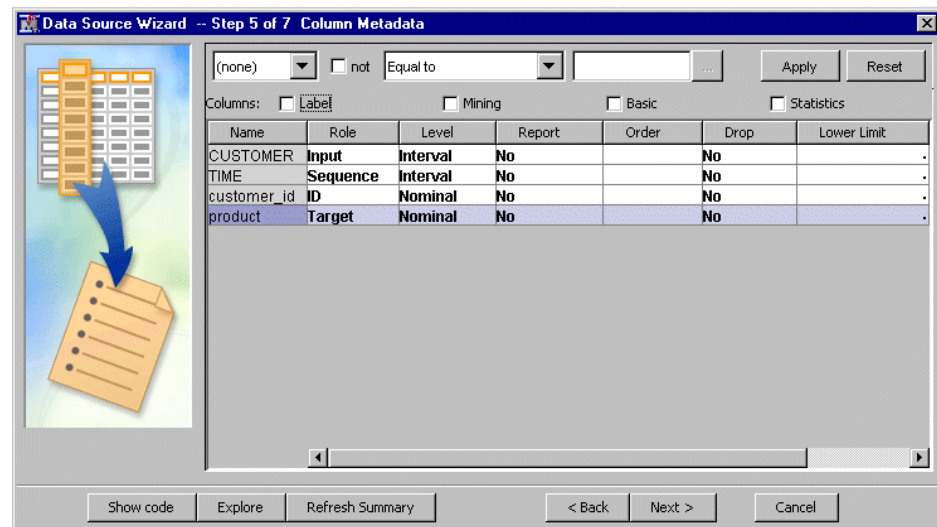 Data Source Wizard -- Step 5 of 7 Column Metadata
(none) not Equal to ... Apply Reset
Columns: Label Mining Basic Statistics
Name Role Level Report Order Drop Lower Limit
CUSTOMER Input Interval No No .
TIME Sequence Interval No No .
customer_id ID Nominal No No .
product Target Nominal No No .
Show code Explore Refresh Summary < Back Next > Cancel